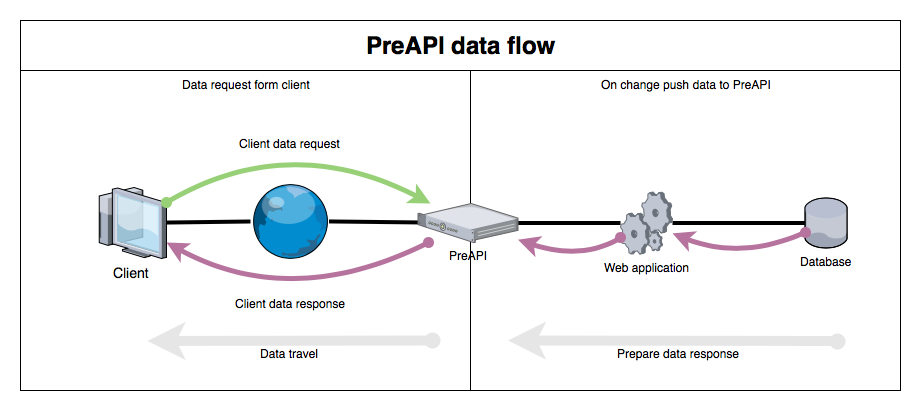 PreAPI data flow
Data request form client
On change push data to PreAPI
Client data request
Client
PreAPI
Web application
Database
Client data response
Data travel
Prepare data response